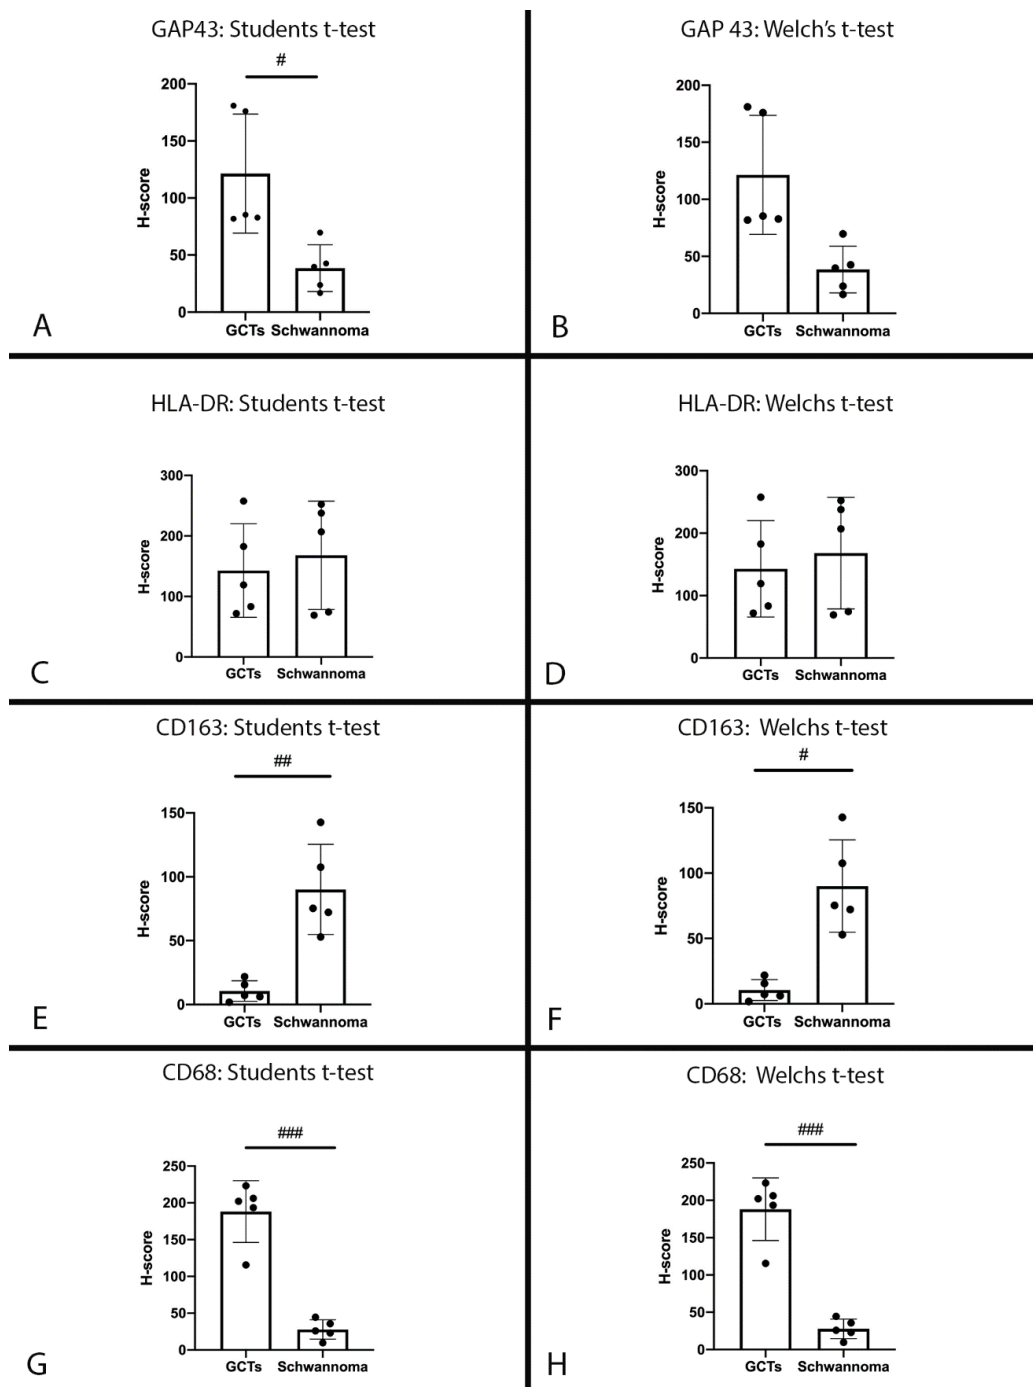 GAP43: Students t-test
#
200
150
100
50
0
H-score
GCTs Schwannoma
A
GAP 43: Welch's t-test
200
150
100
50
0
H-score
GCTs Schwannoma
B
HLA-DR: Students t-test
300
200
100
0
H-score
GCTs Schwannoma
C
HLA-DR: Welchs t-test
300
200
100
0
H-score
GCTs Schwannoma
D
CD163: Students t-test
##
150
100
50
0
H-score
GCTs Schwannoma
E
CD163: Welchs t-test
#
150
100
50
0
H-score
GCTs Schwannoma
F
CD68: Students t-test
###
250
200
150
100
50
0
H-score
GCTs Schwannoma
G
CD68: Welchs t-test
###
250
200
150
100
50
0
H-score
GCTs Schwannoma
H